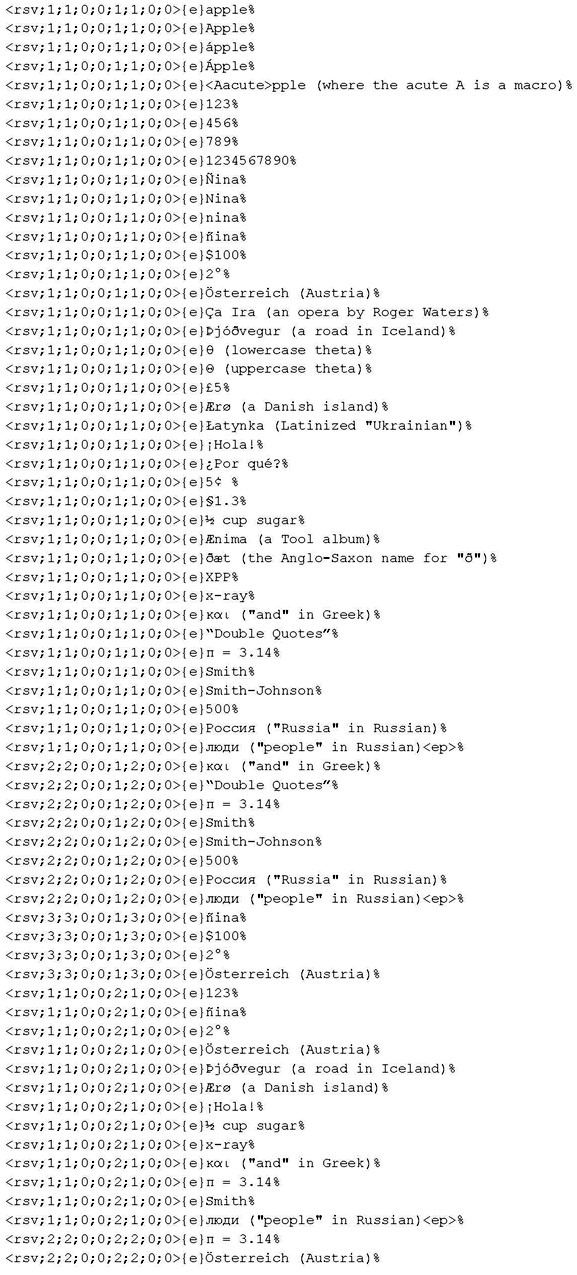 <rsv;1;1;0;0;1;1;0;0>{e}apple%
<rsv;1;1;0;0;1;1;0;0>{e}Apple%
<rsv;1;1;0;0;1;1;0;0>{e}ápple%
<rsv;1;1;0;0;1;1;0;0>{e}Ápple%
<rsv;1;1;0;0;1;1;0;0>{e}<Aacute>pple (where the acute A is a macro)%
<rsv;1;1;0;0;1;1;0;0>{e}123%
<rsv;1;1;0;0;1;1;0;0>{e}456%
<rsv;1;1;0;0;1;1;0;0>{e}789%
<rsv;1;1;0;0;1;1;0;0>{e}1234567890%
<rsv;1;1;0;0;1;1;0;0>{e}Ñina%
<rsv;1;1;0;0;1;1;0;0>{e}Nina%
<rsv;1;1;0;0;1;1;0;0>{e}nina%
<rsv;1;1;0;0;1;1;0;0>{e}ñina%
<rsv;1;1;0;0;1;1;0;0>{e}$100%
<rsv;1;1;0;0;1;1;0;0>{e}2°%
<rsv;1;1;0;0;1;1;0;0>{e}Österreich (Austria)%
<rsv;1;1;0;0;1;1;0;0>{e}Ça Ira (an opera by Roger Waters)%
<rsv;1;1;0;0;1;1;0;0>{e}Þjóðvegur (a road in Iceland)%
<rsv;1;1;0;0;1;1;0;0>{e}θ (lowercase theta)%
<rsv;1;1;0;0;1;1;0;0>{e}Θ (uppercase theta)%
<rsv;1;1;0;0;1;1;0;0>{e}£5%
<rsv;1;1;0;0;1;1;0;0>{e}Ærø (a Danish island)%
<rsv;1;1;0;0;1;1;0;0>{e}Łatynka (Latinized "Ukrainian")%
<rsv;1;1;0;0;1;1;0;0>{e}¡Hola!%
<rsv;1;1;0;0;1;1;0;0>{e}¿Por qué?%
<rsv;1;1;0;0;1;1;0;0>{e}5¢ %
<rsv;1;1;0;0;1;1;0;0>{e}$1.3%
<rsv;1;1;0;0;1;1;0;0>{e}½ cup sugar%
<rsv;1;1;0;0;1;1;0;0>{e}Ænima (a Tool album)%
<rsv;1;1;0;0;1;1;0;0>{e}ðæt (the Anglo-Saxon name for "ð")%
<rsv;1;1;0;0;1;1;0;0>{e}XPP%
<rsv;1;1;0;0;1;1;0;0>{e}x-ray%
<rsv;1;1;0;0;1;1;0;0>{e}και ("and" in Greek)%
<rsv;1;1;0;0;1;1;0;0>{e}“Double Quotes”%
<rsv;1;1;0;0;1;1;0;0>{e}π = 3.14%
<rsv;1;1;0;0;1;1;0;0>{e}Smith%
<rsv;1;1;0;0;1;1;0;0>{e}Smith-Johnson%
<rsv;1;1;0;0;1;1;0;0>{e}500%
<rsv;1;1;0;0;1;1;0;0>{e}Россия ("Russia" in Russian)%
<rsv;1;1;0;0;1;1;0;0>{e}люди ("people" in Russian)<ep>%
<rsv;2;2;0;0;1;2;0;0>{e}και ("and" in Greek)%
<rsv;2;2;0;0;1;2;0;0>{e}“Double Quotes”%
<rsv;2;2;0;0;1;2;0;0>{e}π = 3.14%
<rsv;2;2;0;0;1;2;0;0>{e}Smith%
<rsv;2;2;0;0;1;2;0;0>{e}Smith-Johnson%
<rsv;2;2;0;0;1;2;0;0>{e}500%
<rsv;2;2;0;0;1;2;0;0>{e}Россия ("Russia" in Russian)%
<rsv;2;2;0;0;1;2;0;0>{e}люди ("people" in Russian)<ep>%
<rsv;3;3;0;0;1;3;0;0>{e}ñina%
<rsv;3;3;0;0;1;3;0;0>{e}$100%
<rsv;3;3;0;0;1;3;0;0>{e}2°%
<rsv;3;3;0;0;1;3;0;0>{e}Österreich (Austria)%
<rsv;1;1;0;0;2;1;0;0>{e}123%
<rsv;1;1;0;0;2;1;0;0>{e}ñina%
<rsv;1;1;0;0;2;1;0;0>{e}2°%
<rsv;1;1;0;0;2;1;0;0>{e}Österreich (Austria)%
<rsv;1;1;0;0;2;1;0;0>{e}Þjóðvegur (a road in Iceland)%
<rsv;1;1;0;0;2;1;0;0>{e}Ærø (a Danish island)%
<rsv;1;1;0;0;2;1;0;0>{e}¡Hola!%
<rsv;1;1;0;0;2;1;0;0>{e}½ cup sugar%
<rsv;1;1;0;0;2;1;0;0>{e}x-ray%
<rsv;1;1;0;0;2;1;0;0>{e}και ("and" in Greek)%
<rsv;1;1;0;0;2;1;0;0>{e}π = 3.14%
<rsv;1;1;0;0;2;1;0;0>{e}Smith%
<rsv;1;1;0;0;2;1;0;0>{e}люди ("people" in Russian)<ep>%
<rsv;2;2;0;0;2;2;0;0>{e}π = 3.14%
<rsv;2;2;0;0;2;2;0;0>{e}Österreich (Austria)%